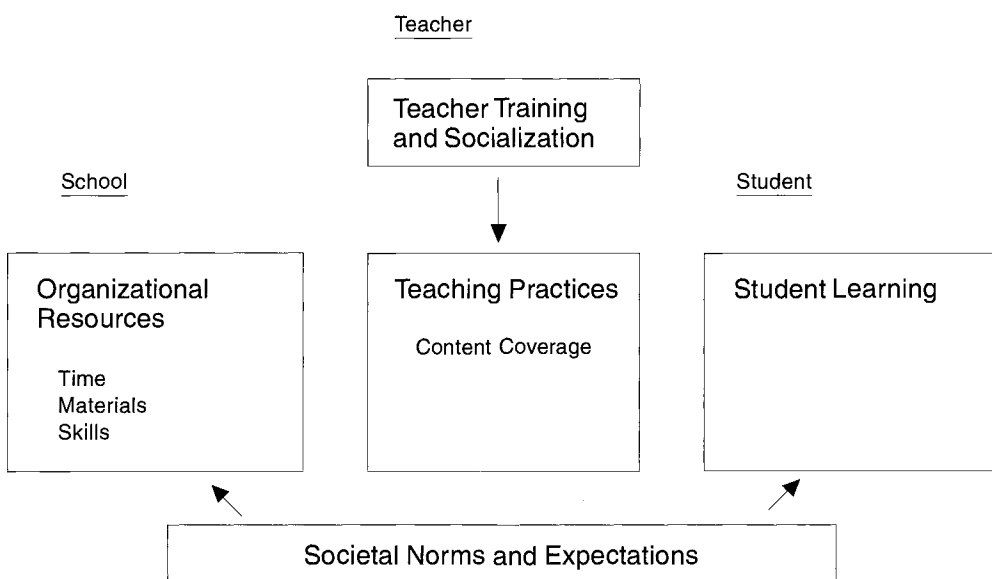 Teacher
Teacher Training
and Socialization
School
Student
Organizational
Resources
Time
Materials
Skills
Teaching Practices
Content Coverage
Student Learning
Societal Norms and Expectations